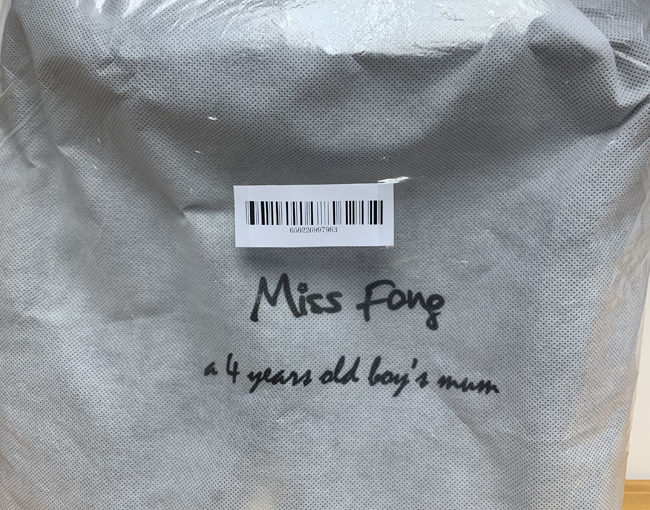 650226997983
Miss Fong
a 4 years old boy's mum